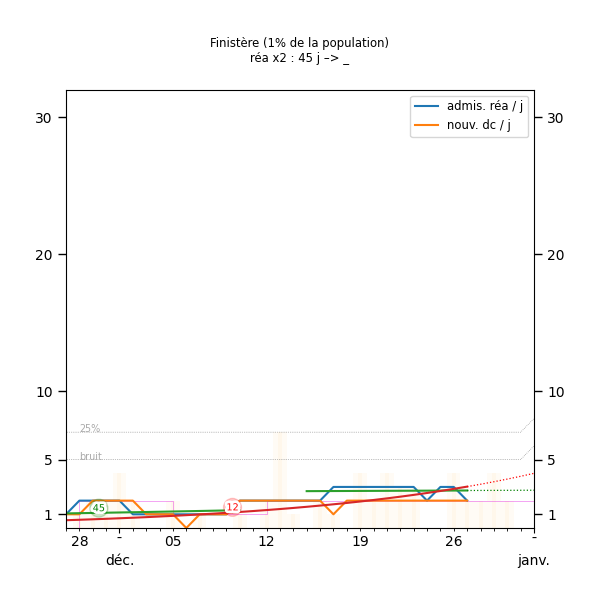 Finistère (1% de la population)
réa x2 : 45 j –> _
admis. réa / j
nouv. dc / j
30
30
20
20
10
10
25%
5
bruit
5
45
12
1
1
28
-
05
12
19
26
-
déc.
janv.